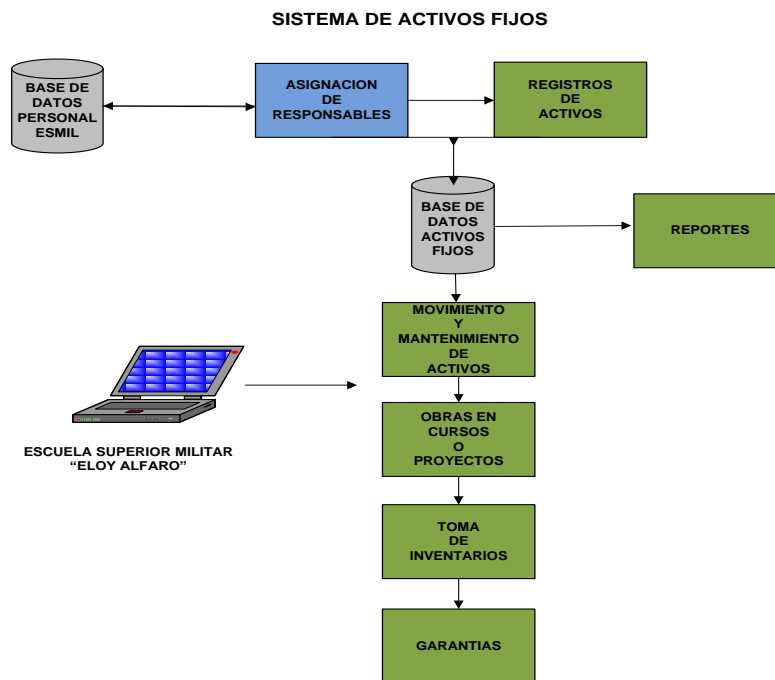 SISTEMA DE ACTIVOS FIJOS
BASE DE
DATOS
PERSONAL
ESMIL
ASIGNACION
DE
RESPONSABLES
REGISTROS
DE
ACTIVOS
BASE DE
DATOS
ACTIVOS
FIJOS
REPORTES
MOVIMIENTO
Y
MANTENIMIENTO
DE
ACTIVOS
ESCUELA SUPERIOR MILITAR
“ELOY ALFARO”
OBRAS EN
CURSOS
O
PROYECTOS
TOMA
DE
INVENTARIOS
GARANTIAS